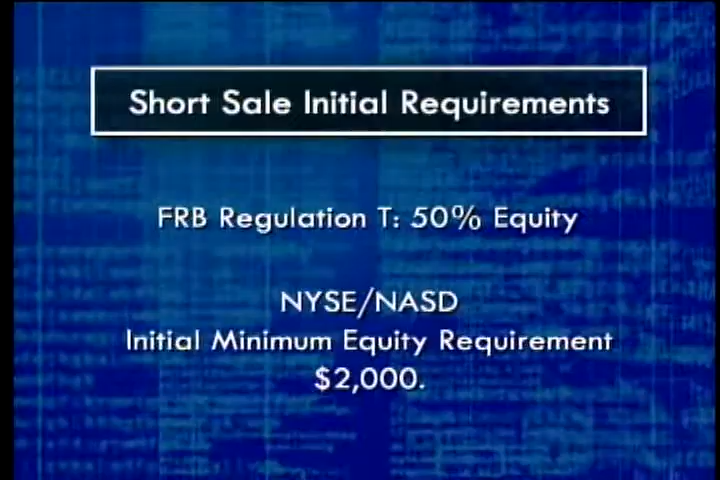 Short Sale Initial Requirements
FRB Regulation T: 50% Equity
NYSE/NASD
Initial Minimum Equity Requirement
$2,000.